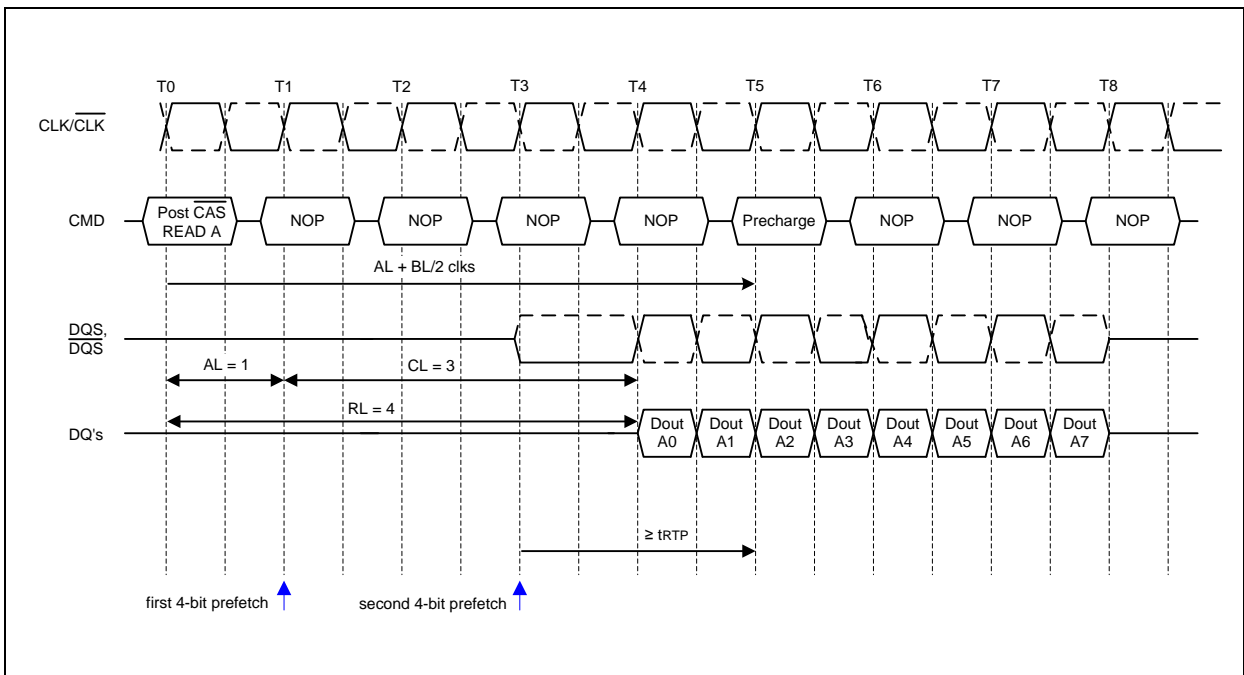 T0 T1 T2 T3 T4 T5 T6 T7 T8
CLK/CLK
CMD
Post CAS
READ A
NOP NOP NOP NOP Precharge NOP NOP NOP
AL + BL/2 clks
DQS,
DQS
AL = 1 CL = 3
RL = 4
DQ's
Dout Dout Dout Dout Dout Dout Dout Dout
A0 A1 A2 A3 A4 A5 A6 A7
≥ tRTP
first 4-bit prefetch second 4-bit prefetch